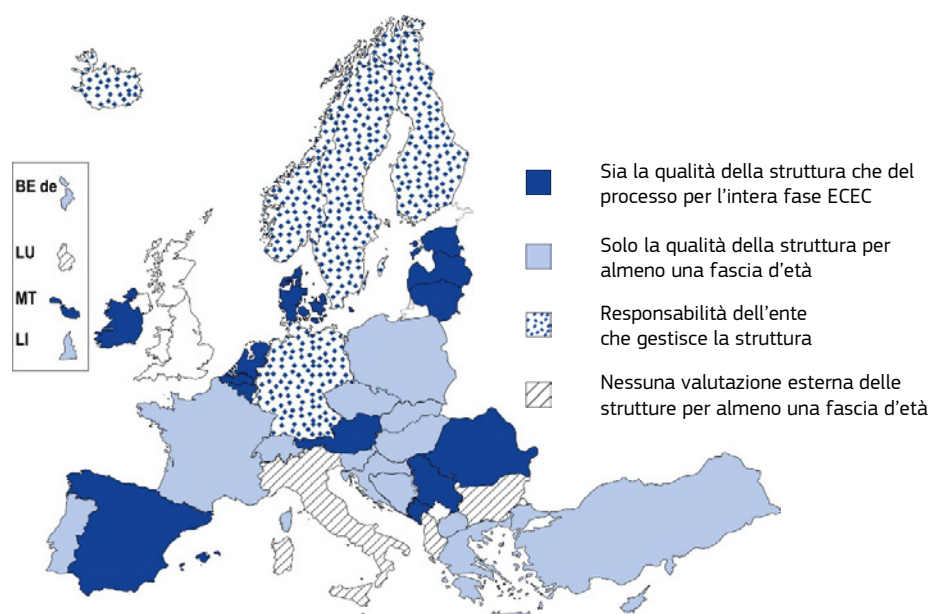 BE de
LU
MT
LI
Sia la qualità della struttura che del
processo per l'intera fase ECEC
Solo la qualità della struttura per
almeno una fascia d'età
Responsabilità dell'ente
che gestisce la struttura
Nessuna valutazione esterna delle
strutture per almeno una fascia d'età